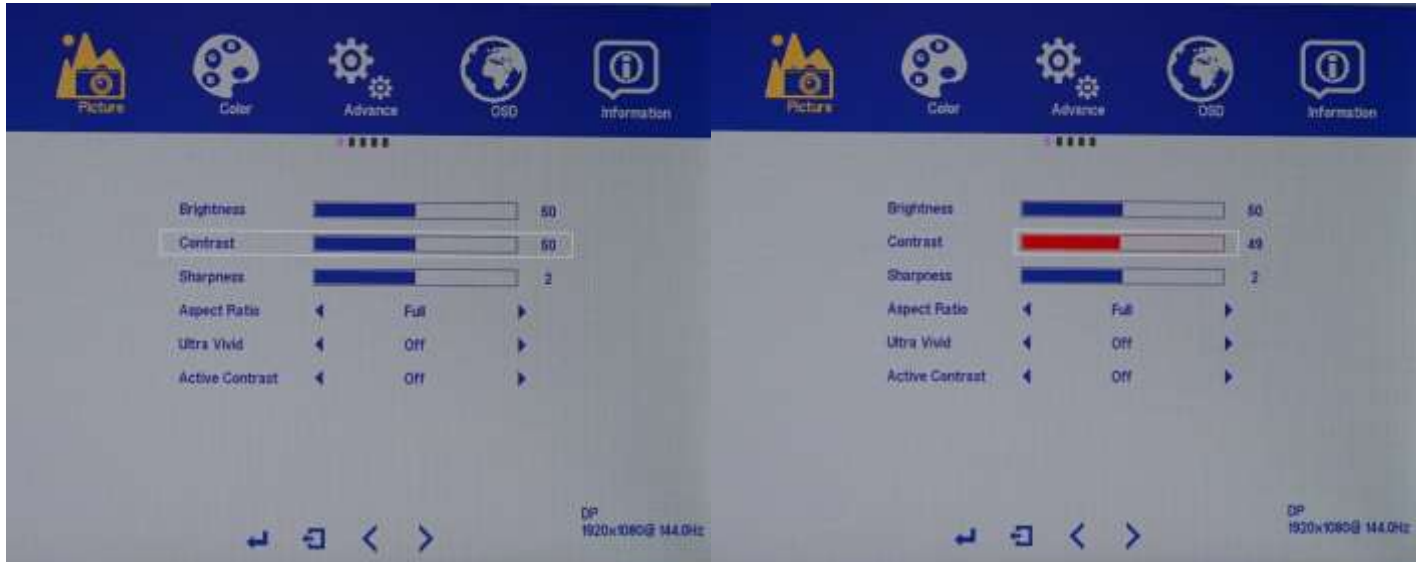 Picture Color Advance OSD Information
Brightness 50
Contrast 50
Sharpness 2
Aspect Ratio Full
Ultra Vivid Off
Active Contrast Off
DP
1920x1080@ 144.0Hz
Picture Color Advance OSD Information
Brightness 50
Contrast 49
Sharpness 2
Aspect Ratio Full
Ultra Vivid Off
Active Contrast Off
DP
1920x1080@ 144.0Hz